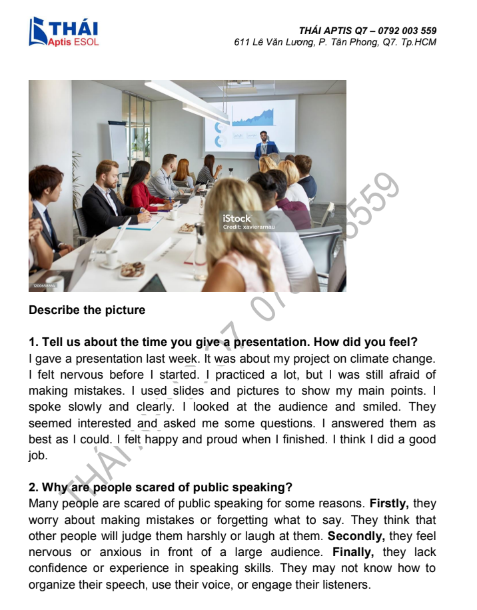 THÁI
Aptis ESOL
THÁI APTIS Q7 – 0792 003 559
611 Lê Văn Lương, P. Tân Phong, Q7. Tp.HCM
iStock
Credit: xavierarnau
Describe the picture
1. Tell us about the time you give a presentation. How did you feel?
I gave a presentation last week. It was about my project on climate change.
I felt nervous before I started. I practiced a lot, but I was still afraid of
making mistakes. I used slides and pictures to show my main points. I
spoke slowly and clearly. I looked at the audience and smiled. They
seemed interested and asked me some questions. I answered them as
best as I could. I felt happy and proud when I finished. I think I did a good
job.
2. Why are people scared of public speaking?
Many people are scared of public speaking for some reasons. Firstly, they
worry about making mistakes or forgetting what to say. They think that
other people will judge them harshly or laugh at them. Secondly, they feel
nervous or anxious in front of a large audience. Finally, they lack
confidence or experience in speaking skills. They may not know how to
organize their speech, use their voice, or engage their listeners.